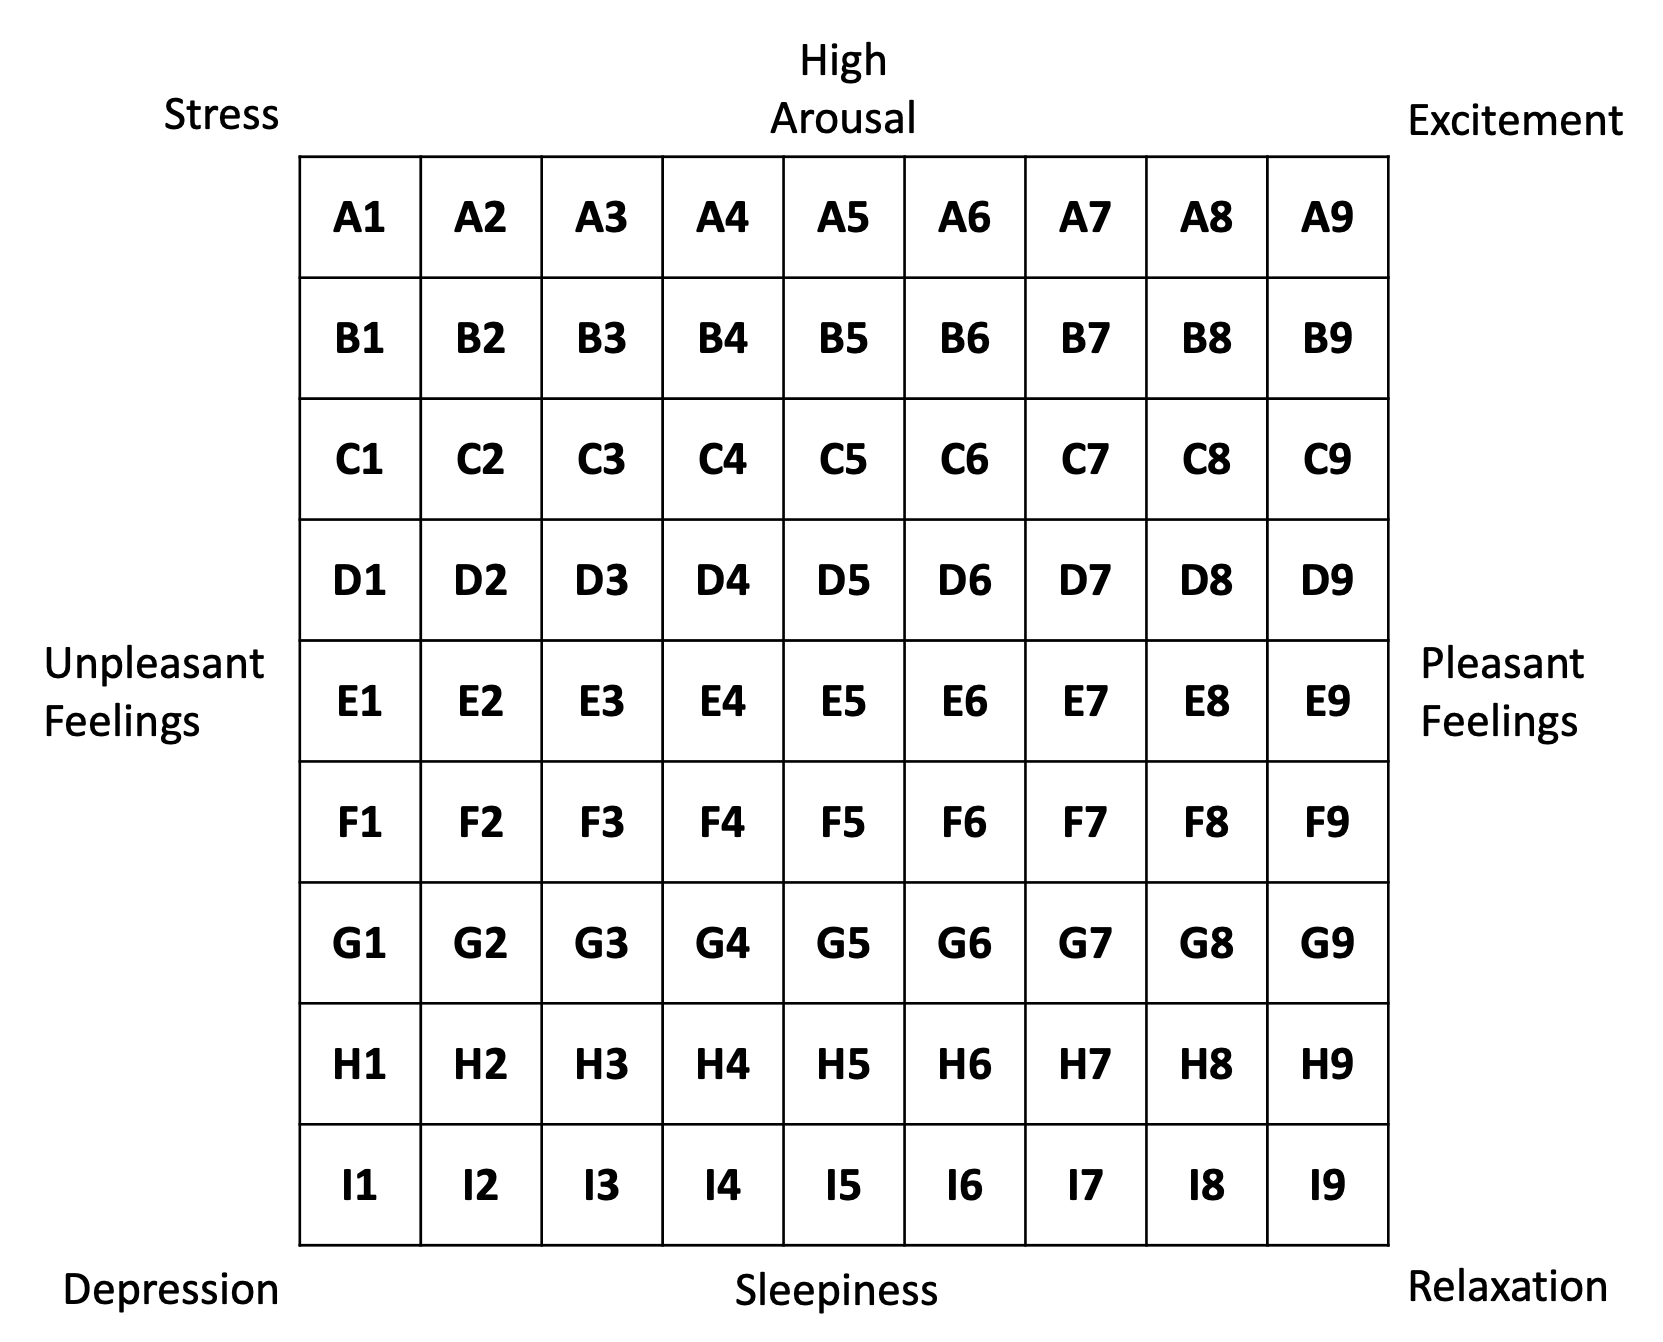 High
Arousal
Stress
Excitement
A1 A2 A3 A4 A5 A6 A7 A8 A9
B1 B2 B3 B4 B5 B6 B7 B8 B9
C1 C2 C3 C4 C5 C6 C7 C8 C9
D1 D2 D3 D4 D5 D6 D7 D8 D9
Unpleasant
Feelings
E1 E2 E3 E4 E5 E6 E7 E8 E9
Pleasant
Feelings
F1 F2 F3 F4 F5 F6 F7 F8 F9
G1 G2 G3 G4 G5 G6 G7 G8 G9
H1 H2 H3 H4 H5 H6 H7 H8 H9
I1 I2 I3 I4 I5 I6 I7 I8 I9
Depression
Sleepiness
Relaxation